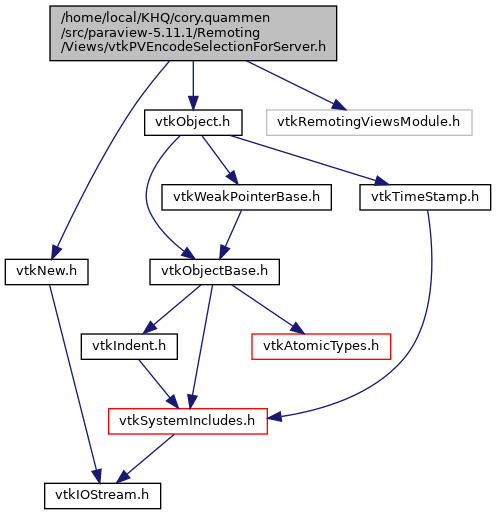 /home/local/KHQ/cory.quammen
/src/paraview-5.11.1/Remoting
/Views/vtkPVEncodeSelectionForServer.h
vtkObject.h
vtkRemotingViewsModule.h
vtkWeakPointerBase.h
vtkTimeStamp.h
vtkNew.h
vtkObjectBase.h
vtkIndent.h
vtkAtomicTypes.h
vtkSystemIncludes.h
vtkIOStream.h